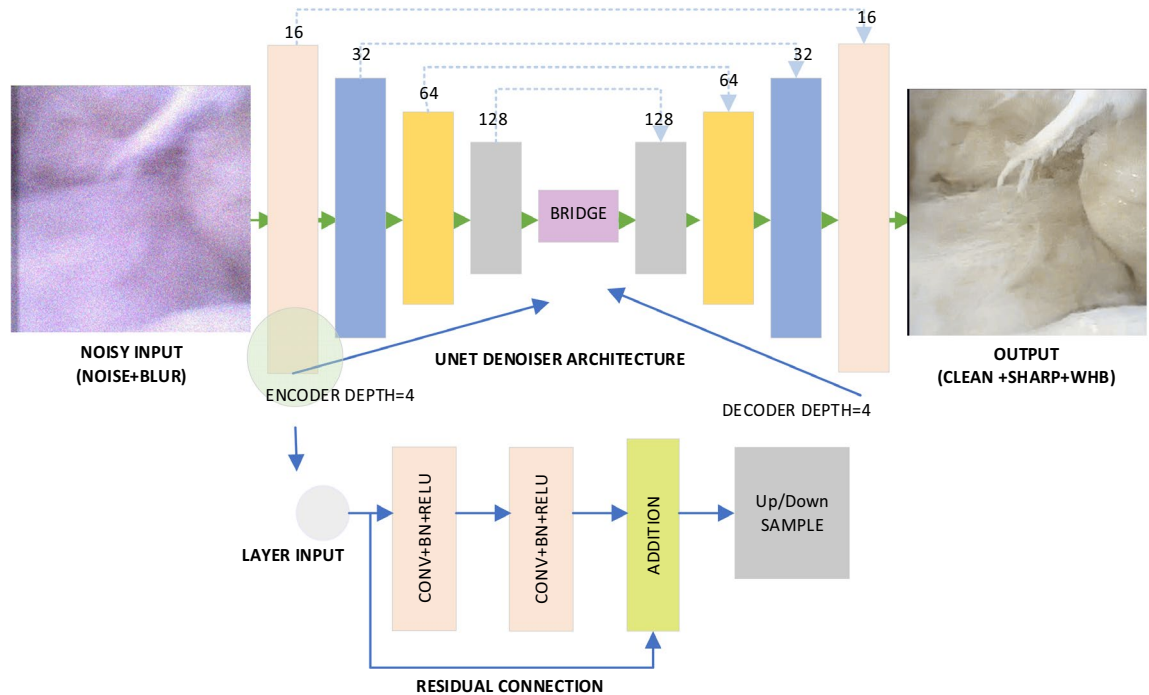 16
16
32
32
64
64
128
128
BRIDGE
NOISY INPUT
(NOISE+BLUR)
UNET DENOISER ARCHITECTURE
OUTPUT
(CLEAN +SHARP+WHB)
ENCODER DEPTH=4
DECODER DEPTH=4
LAYER INPUT
CONV+BN+RELU
CONV+BN+RELU
ADDITION
Up/Down
SAMPLE
RESIDUAL CONNECTION